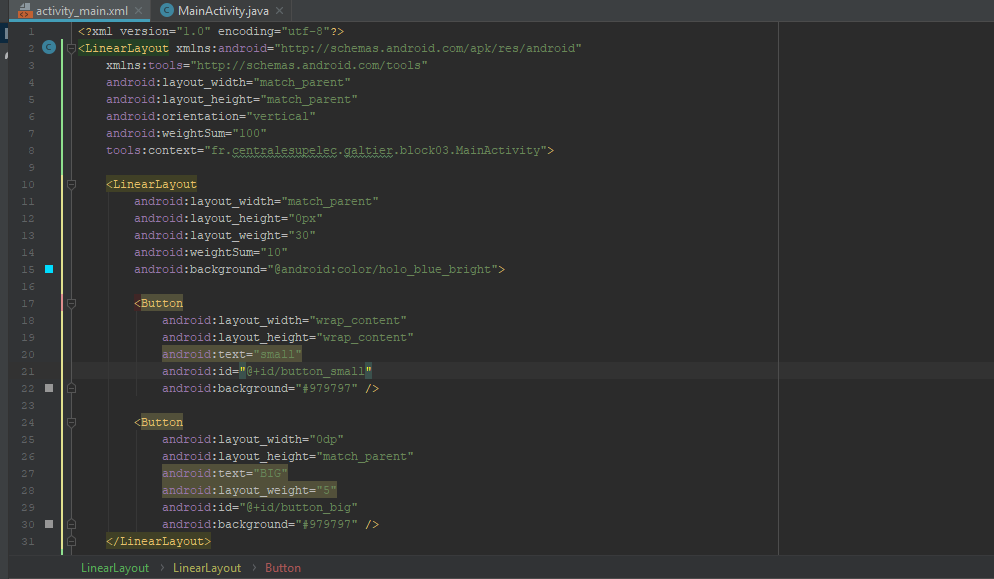 activity_main.xml
MainActivity.java
1 <?xml version="1.0" encoding="utf-8"?>
2 <LinearLayout xmlns:android="http://schemas.android.com/apk/res/android"
3 xmlns:tools="http://schemas.android.com/tools"
4 android:layout_width="match_parent"
5 android:layout_height="match_parent"
6 android:orientation="vertical"
7 android:weightSum="100"
8 tools:context="fr.centralesupelec.galtier.block03.MainActivity">
9
10 <LinearLayout
11 android:layout_width="match_parent"
12 android:layout_height="0px"
13 android:layout_weight="30"
14 android:weightSum="10"
15 android:background="@android:color/holo_blue_bright">
16
17 <Button
18 android:layout_width="wrap_content"
19 android:layout_height="wrap_content"
20 android:text="small"
21 android:id="@+id/button_small"
22 android:background="#979797" />
23
24 <Button
25 android:layout_width="0dp"
26 android:layout_height="match_parent"
27 android:text="BIG"
28 android:layout_weight="5"
29 android:id="@+id/button_big"
30 android:background="#979797" />
31 </LinearLayout>
LinearLayout > LinearLayout > Button